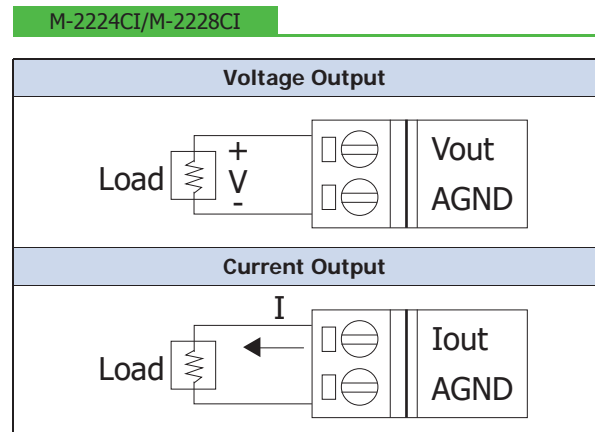 M-2224CI/M-2228CI
Voltage Output
+
Load V
-
Vout
AGND
Current Output
I
Load
Iout
AGND